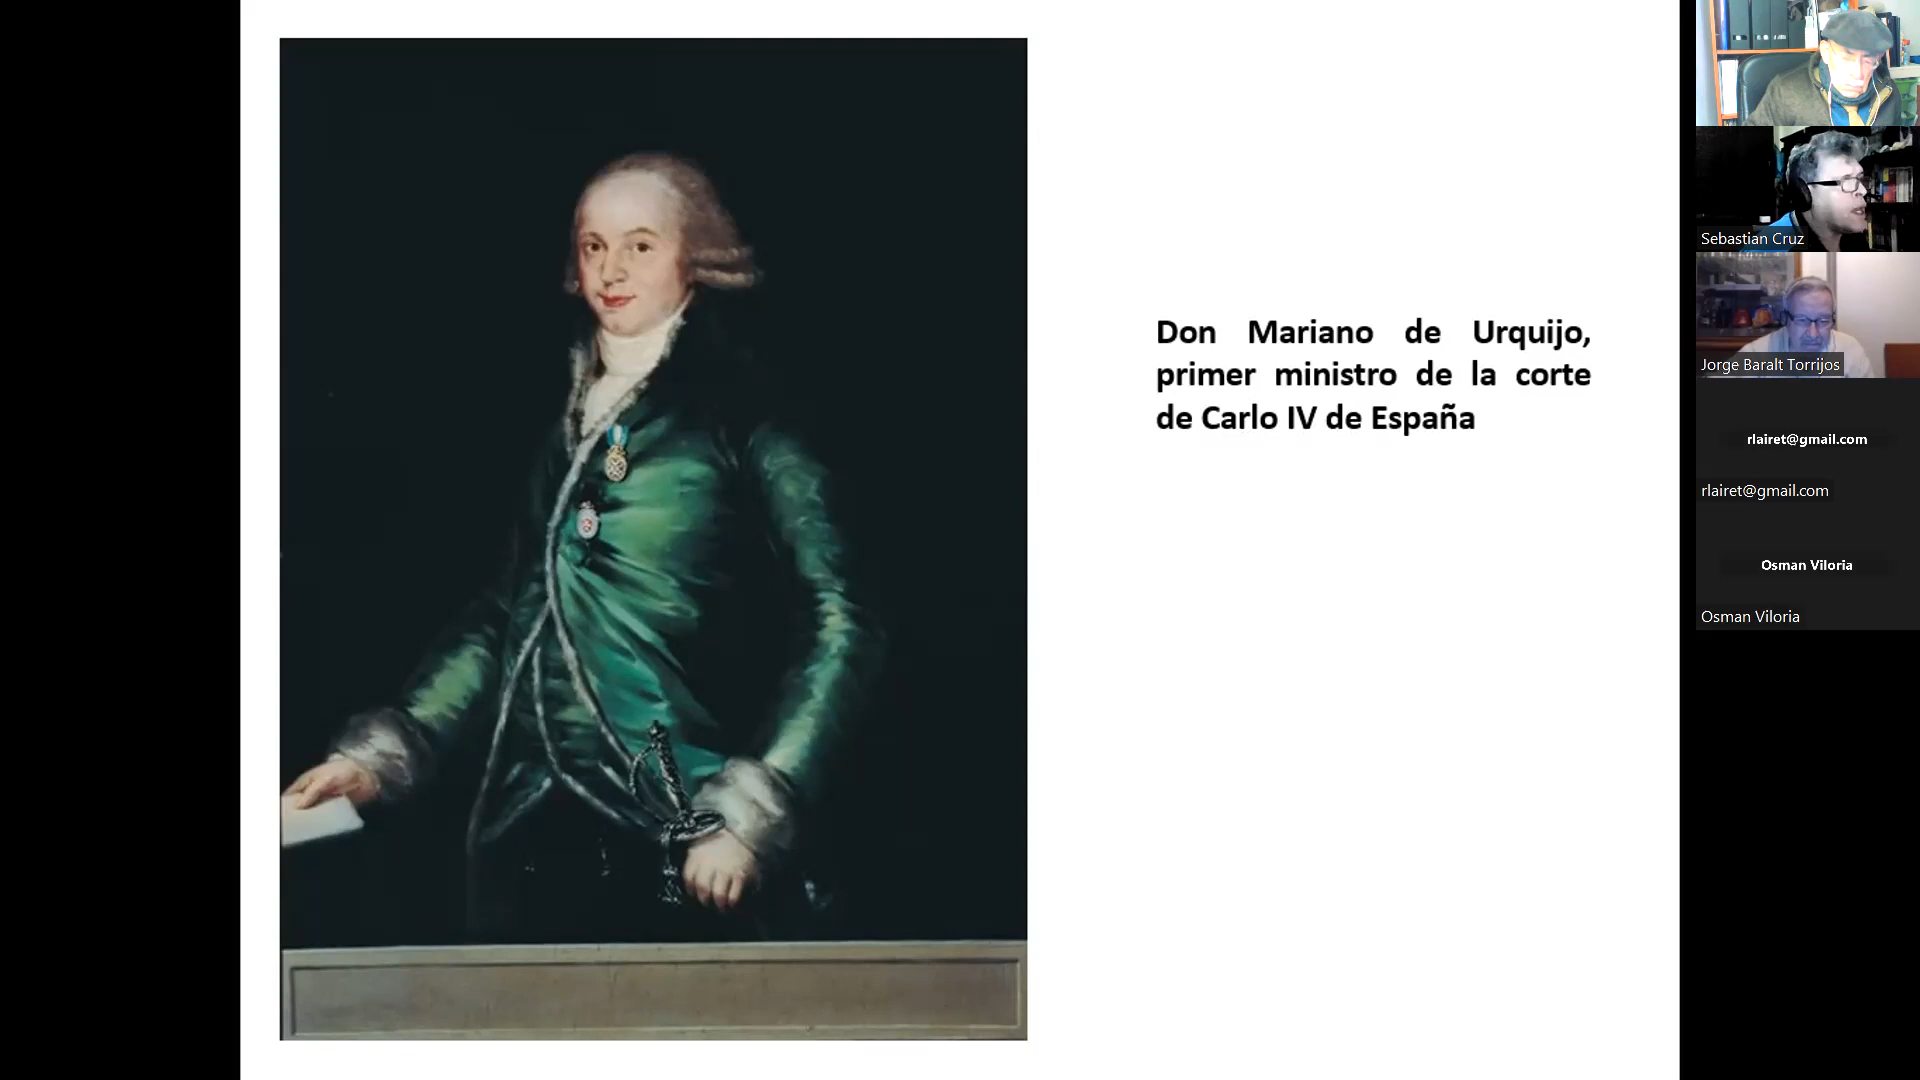 Don Mariano de Urquijo,
primer ministro de la corte
de Carlo IV de España
Sebastian Cruz
Jorge Baralt Torrijos
rlairet@gmail.com
rlairet@gmail.com
Osman Viloria
Osman Viloria